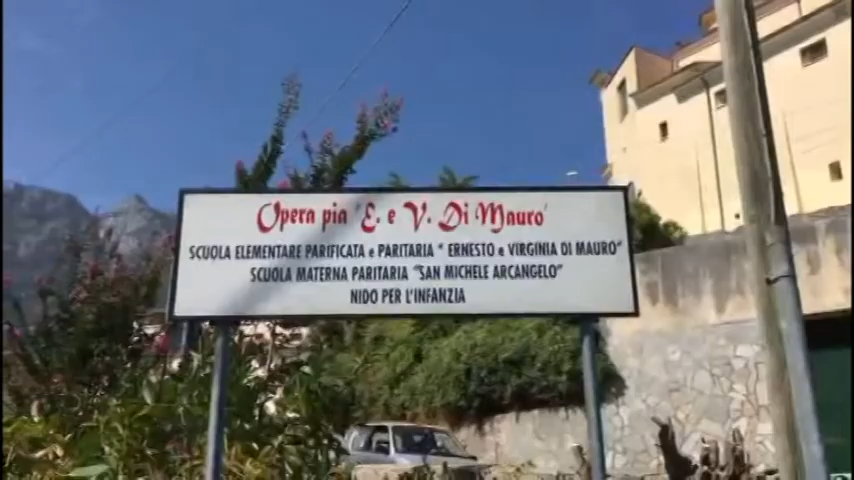 Opera pia "E. e V. Di Mauro"
SCUOLA ELEMENTARE PARIFICATA e PARITARIA " ERNESTO e VIRGINIA DI MAURO"
SCUOLA MATERNA PARITARIA "SAN MICHELE ARCANGELO"
NIDO PER L'INFANZIA